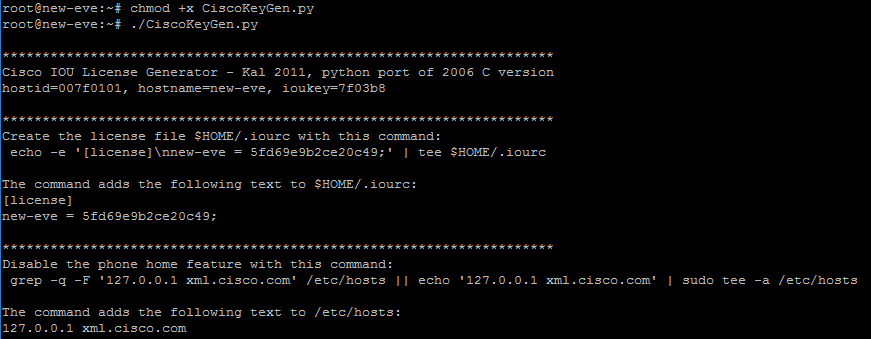 root@new-eve:~# chmod +x CiscoKeyGen.py
root@new-eve:~# ./CiscoKeyGen.py
*********************************************************************
Cisco IOU License Generator - Kal 2011, python port of 2006 C version
hostid=007f0101, hostname=new-eve, ioukey=7f03b8
*********************************************************************
Create the license file $HOME/.iourc with this command:
 echo -e '[license]\nnew-eve = 5fd69e9b2ce20c49;' | tee $HOME/.iourc
The command adds the following text to $HOME/.iourc:
[license]
new-eve = 5fd69e9b2ce20c49;
*********************************************************************
Disable the phone home feature with this command:
 grep -q -F '127.0.0.1 xml.cisco.com' /etc/hosts || echo '127.0.0.1 xml.cisco.com' | sudo tee -a /etc/hosts
The command adds the following text to /etc/hosts:
127.0.0.1 xml.cisco.com